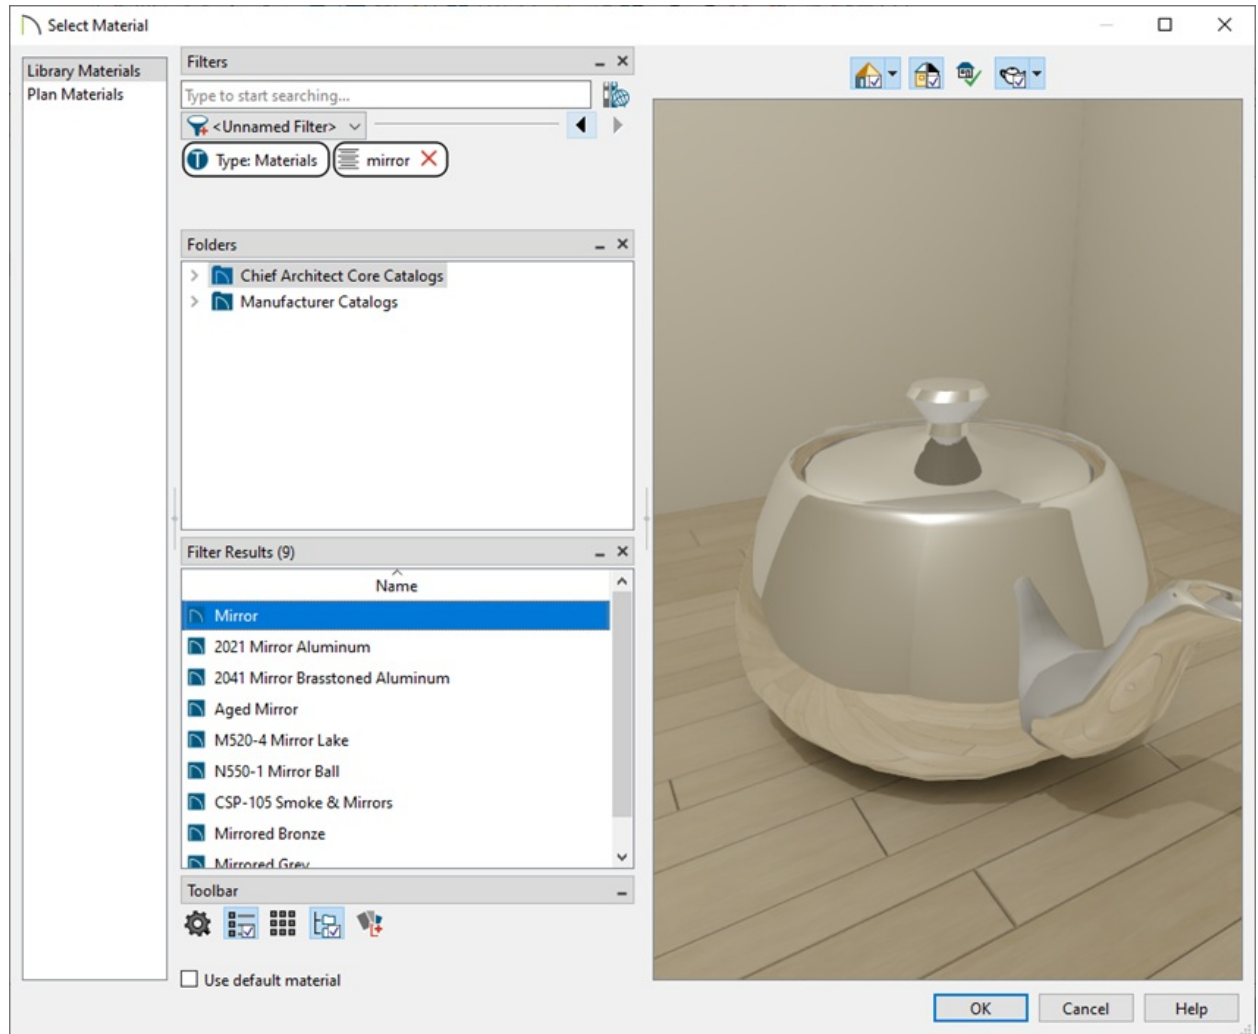 Select Material
Library Materials
Plan Materials
Filters
Type to start searching...
<Unnamed Filter>
Type: Materials
mirror
Folders
Chief Architect Core Catalogs
Manufacturer Catalogs
Filter Results (9)
Name
Mirror
2021 Mirror Aluminum
2041 Mirror Brasstoned Aluminum
Aged Mirror
M520-4 Mirror Lake
N550-1 Mirror Ball
CSP-105 Smoke & Mirrors
Mirrored Bronze
Mirrored Grey
Toolbar
Use default material
OK
Cancel
Help